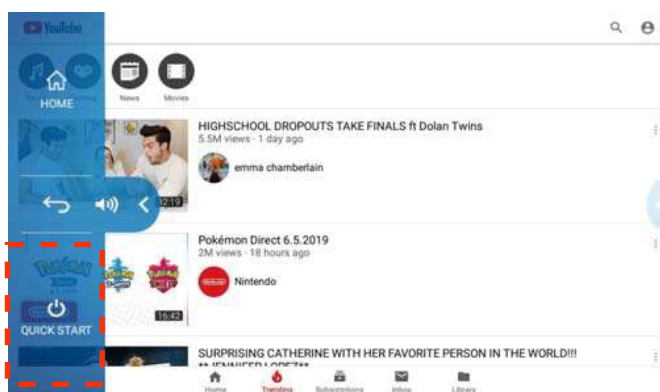 YouTube
HOME
News
Movies
HIGHSCHOOL DROPOUTS TAKE FINALS ft Dolan Twins
5.5M views · 1 day ago
emma chamberlain
Pokémon Direct 6.5.2019
2M views · 18 hours ago
Nintendo
16:42
QUICK START
SURPRISING CATHERINE WITH HER FAVORITE PERSON IN THE WORLD!!!
Home
Trending
Subscriptions
Inbox
Library